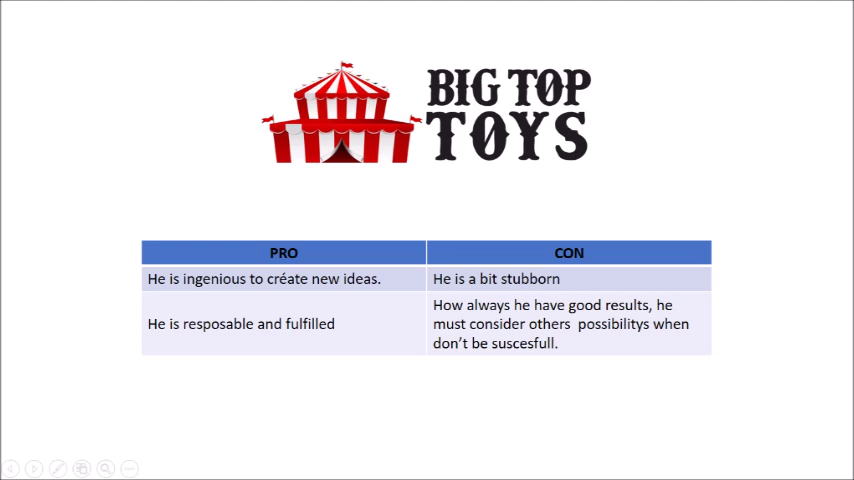 BIG TOP
TOYS
PRO
CON
He is ingenious to créate new ideas.
He is a bit stubborn
He is resposable and fulfilled
How always he have good results, he
must consider others  possibilitys when
don’t be suscesfull.